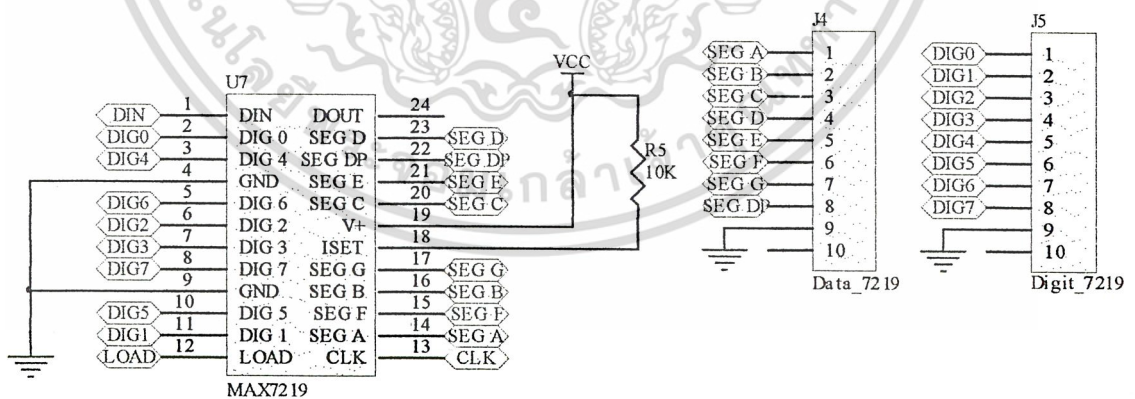 U7
VCC
J4
J5
DIN 1 DIN DOUT 24
DIG0 2 DIG 0 SEG D 23 SEG D
DIG4 3 DIG 4 SEG DP 22 SEG DP
4 GND SEG E 21 SEG E
DIG6 5 DIG 6 SEG C 20 SEG C
DIG2 6 DIG 2 V+ 19
DIG3 7 DIG 3 ISET 18
DIG7 8 DIG 7 SEG G 17 SEG G
9 GND SEG B 16 SEG B
DIG5 10 DIG 5 SEG F 15 SEG F
DIG1 11 DIG 1 SEG A 14 SEG A
LOAD 12 LOAD CLK 13 CLK
MAX7219
R5
10K
SEG A 1
SEG B 2
SEG C 3
SEG D 4
SEG E 5
SEG F 6
SEG G 7
SEG DP 8
9
10
Data_7219
DIG0 1
DIG1 2
DIG2 3
DIG3 4
DIG4 5
DIG5 6
DIG6 7
DIG7 8
9
10
Digit_7219